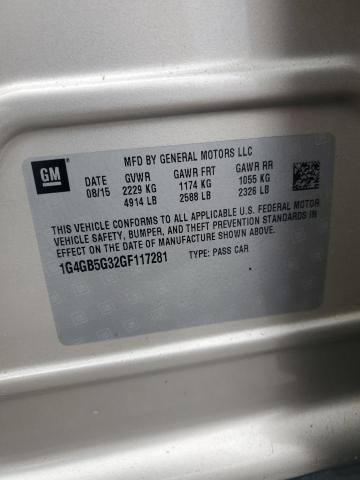 MFD BY GENERAL MOTORS LLC
GM DATE GVWR GAWR FRT GAWR RR
08/15 2229 KG 1174 KG 1055 KG
4914 LB 2588 LB 2326 LB
THIS VEHICLE CONFORMS TO ALL APPLICABLE U.S. FEDERAL MOTOR
VEHICLE SAFETY, BUMPER, AND THEFT PREVENTION STANDARDS IN
EFFECT ON THE DATE OF MANUFACTURE SHOWN ABOVE.
1G4GB5G32GF117281 TYPE: PASS CAR